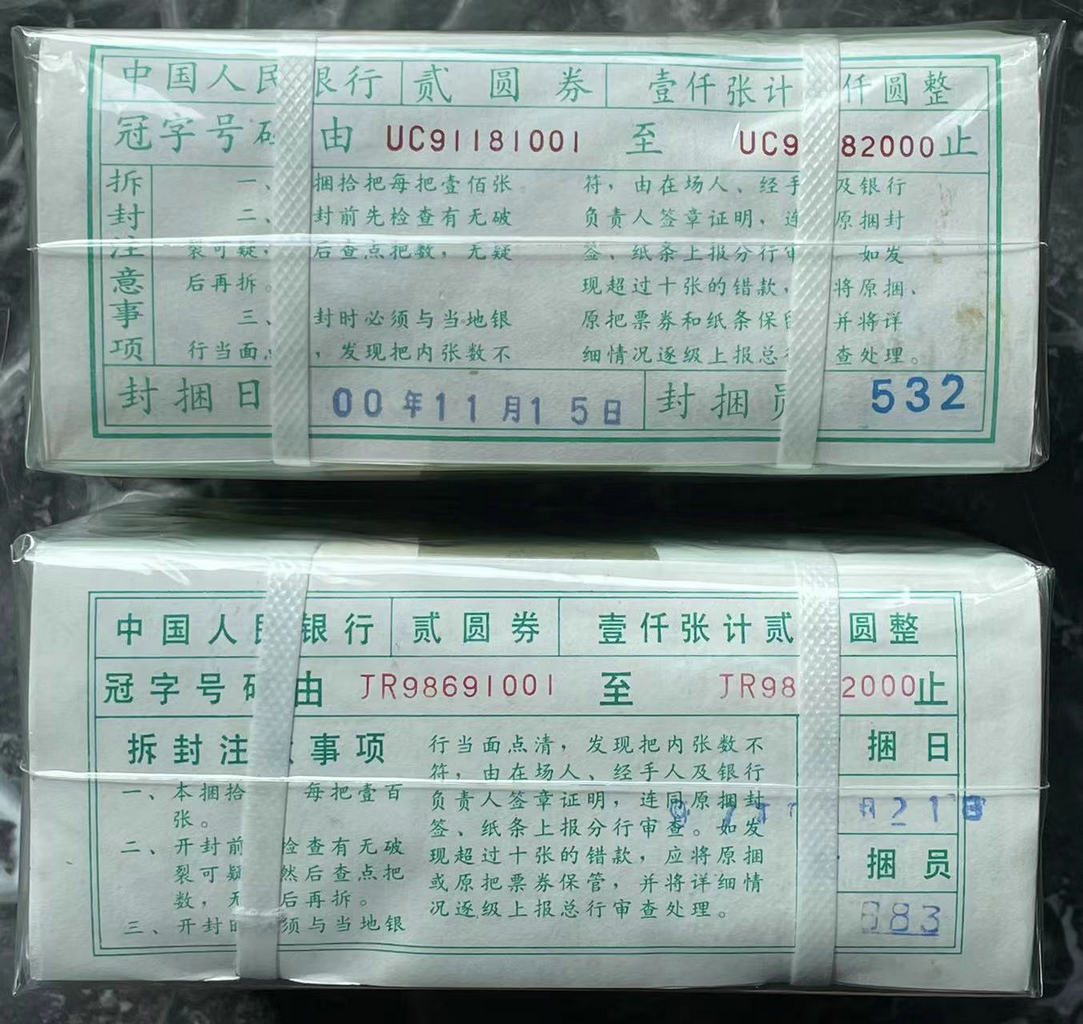 中国人民银行 贰圆券 壹仟张计 仟圆整
冠字号码 由 UC91181001 至 UC9 82000止
拆封注意事项
一、 捆拾把每把壹佰张
二、 封前先检查有无破
裂可疑, 后查点把数,无疑
后再拆。
三、 封时必须与当地银
行当面 ,发现把内张数不
符,由在场人、经手 及银行
负责人签章证明,连 原捆封
签、纸条上报分行审 如发
现超过十张的错款, 将原捆、
原把票券和纸条保 并将详
细情况逐级上报总 查处理。
封捆日 00年11月15日 封捆员 532
中国人民银行 贰圆券 壹仟张计贰 圆整
冠字号码 由 JR98691001 至 JR98 2000止
拆封注 事项
一、本捆拾 每把壹百
张。
二、开封前 检查有无破
裂可疑 然后查点把
数,无 后再拆。
三、开封时 须与当地银
行当面点清,发现把内张数不
符,由在场人、经手人及银行
负责人签章证明,连同原捆封
签、纸条上报分行审查。如发
现超过十张的错款,应将原捆
或原把票券保管,并将详细情
况逐级上报总行审查处理。
捆日
月21日
捆员
683